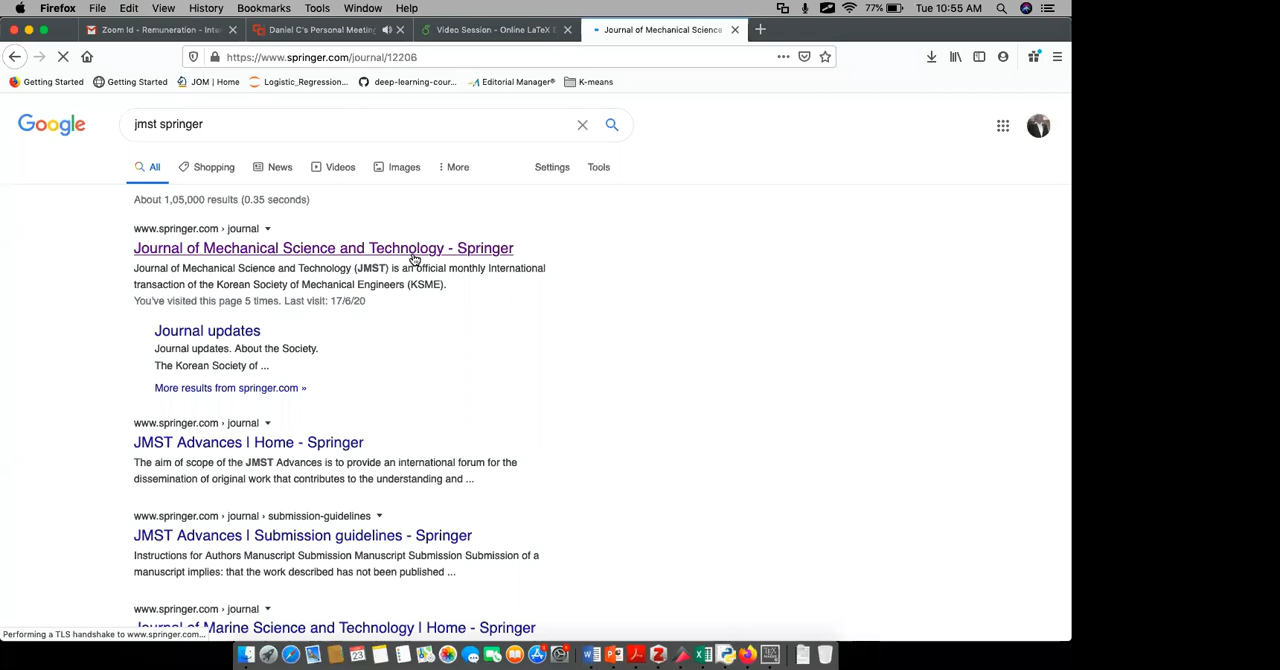 Firefox File Edit View History Bookmarks Tools Window Help 77% Tue 10:55 AM
Zoom Id - Remuneration - Inte Daniel C's Personal Meeting Video Session - Online LaTeX E Journal of Mechanical Science
https://www.springer.com/journal/12206
Getting Started Getting Started JOM | Home Logistic_Regression... deep-learning-cour... Editorial Manager® K-means
Google jmst springer
All Shopping News Videos Images More Settings Tools
About 1,05,000 results (0.35 seconds)
www.springer.com › journal
Journal of Mechanical Science and Technology - Springer
Journal of Mechanical Science and Technology (JMST) is an official monthly International
transaction of the Korean Society of Mechanical Engineers (KSME).
You've visited this page 5 times. Last visit: 17/6/20
Journal updates
Journal updates. About the Society.
The Korean Society of ...
More results from springer.com »
www.springer.com › journal
JMST Advances | Home - Springer
The aim of scope of the JMST Advances is to provide an international forum for the
dissemination of original work that contributes to the understanding and ...
www.springer.com › journal › submission-guidelines
JMST Advances | Submission guidelines - Springer
Instructions for Authors Manuscript Submission Manuscript Submission Submission of a
manuscript implies: that the work described has not been published ...
www.springer.com › journal
Journal of Marine Science and Technology | Home - Springer
Performing a TLS handshake to www.springer.com...